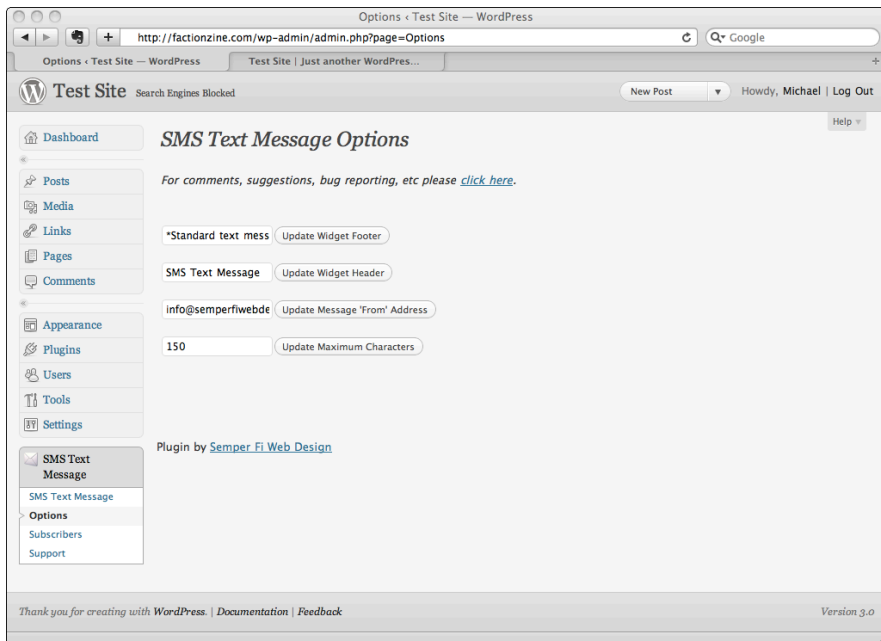 Options ‹ Test Site — WordPress
http://factionzine.com/wp-admin/admin.php?page=Options
Google
Options ‹ Test Site — WordPress
Test Site | Just another WordPres...
Test Site
Search Engines Blocked
New Post
Howdy, Michael | Log Out
Help
Dashboard
Posts
Media
Links
Pages
Comments
Appearance
Plugins
Users
Tools
Settings
SMS Text
Message
SMS Text Message
Options
Subscribers
Support
SMS Text Message Options
For comments, suggestions, bug reporting, etc please click here.
*Standard text mess
Update Widget Footer
SMS Text Message
Update Widget Header
info@semperfiwebde
Update Message 'From' Address
150
Update Maximum Characters
Plugin by Semper Fi Web Design
Thank you for creating with WordPress. | Documentation | Feedback
Version 3.0